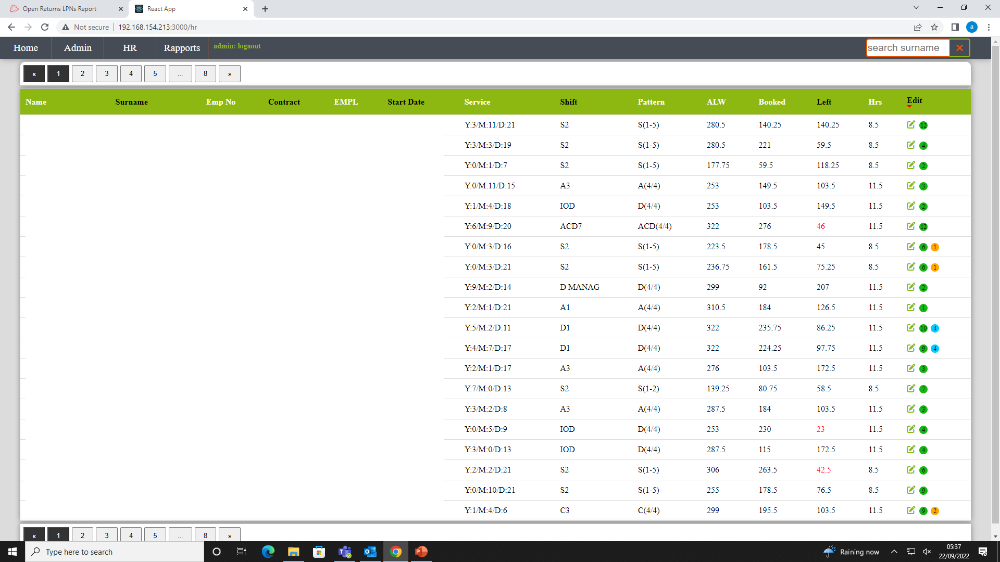 Open Returns LPNs Report
React App
Not secure 192.168.154.213:3000/hr
a
Home Admin HR Rapports admin: logaout search surname
« 1 2 3 4 5 ... 8 »
Name Surname Emp No Contract EMPL Start Date Service Shift Pattern ALW Booked Left Hrs Edit
Y:3/M:11/D:21 S2 S(1-5) 280.5 140.25 140.25 8.5 12
Y:3/M:3/D:19 S2 S(1-5) 280.5 221 59.5 8.5 4
Y:0/M:1/D:7 S2 S(1-5) 177.75 59.5 118.25 8.5 2
Y:0/M:11/D:15 A3 A(4/4) 253 149.5 103.5 11.5 3
Y:1/M:4/D:18 IOD D(4/4) 253 103.5 149.5 11.5 2
Y:6/M:9/D:20 ACD7 ACD(4/4) 322 276 46 11.5 12
Y:0/M:3/D:16 S2 S(1-5) 223.5 178.5 45 8.5 6 1
Y:0/M:3/D:21 S2 S(1-5) 236.75 161.5 75.25 8.5 6 1
Y:9/M:2/D:14 D MANAG D(4/4) 299 92 207 11.5 2
Y:2/M:1/D:21 A1 A(4/4) 310.5 184 126.5 11.5 1
Y:5/M:2/D:11 D1 D(4/4) 322 235.75 86.25 11.5 10 4
Y:4/M:7/D:17 D1 D(4/4) 322 224.25 97.75 11.5 9 4
Y:2/M:1/D:17 A3 A(4/4) 276 103.5 172.5 11.5 3
Y:7/M:0/D:13 S2 S(1-2) 139.25 80.75 58.5 8.5 7
Y:3/M:2/D:8 A3 A(4/4) 287.5 184 103.5 11.5 3
Y:0/M:5/D:9 IOD D(4/4) 253 230 23 11.5 4
Y:3/M:0/D:13 IOD D(4/4) 287.5 115 172.5 11.5 4
Y:2/M:2/D:21 S2 S(1-5) 306 263.5 42.5 8.5 6
Y:0/M:10/D:21 S2 S(1-5) 255 178.5 76.5 8.5 9
Y:1/M:4/D:6 C3 C(4/4) 299 195.5 103.5 11.5 9 2
« 1 2 3 4 5 ... 8 »
Type here to search
Raining now
05:37
22/09/2022